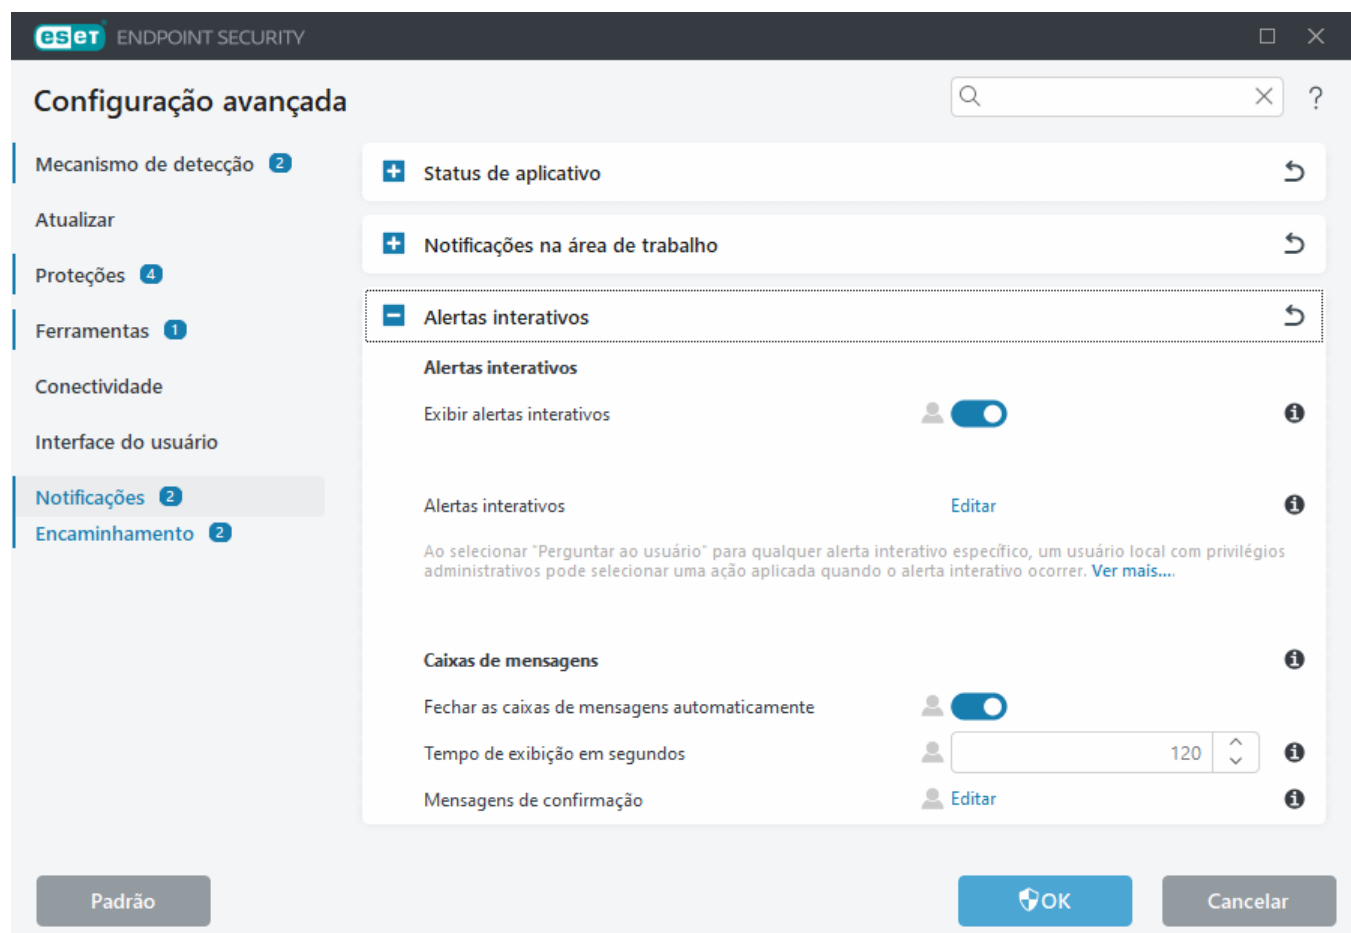 eset ENDPOINT SECURITY
Configuração avançada
?
Mecanismo de detecção 2
Atualizar
Proteções 4
Ferramentas 1
Conectividade
Interface do usuário
Notificações 2
Encaminhamento 2
Status de aplicativo
Notificações na área de trabalho
Alertas interativos
Alertas interativos
Exibir alertas interativos
Alertas interativos Editar
Ao selecionar "Perguntar ao usuário" para qualquer alerta interativo específico, um usuário local com privilégios
administrativos pode selecionar uma ação aplicada quando o alerta interativo ocorrer. Ver mais....
Caixas de mensagens
Fechar as caixas de mensagens automaticamente
Tempo de exibição em segundos 120
Mensagens de confirmação Editar
Padrão
OK
Cancelar